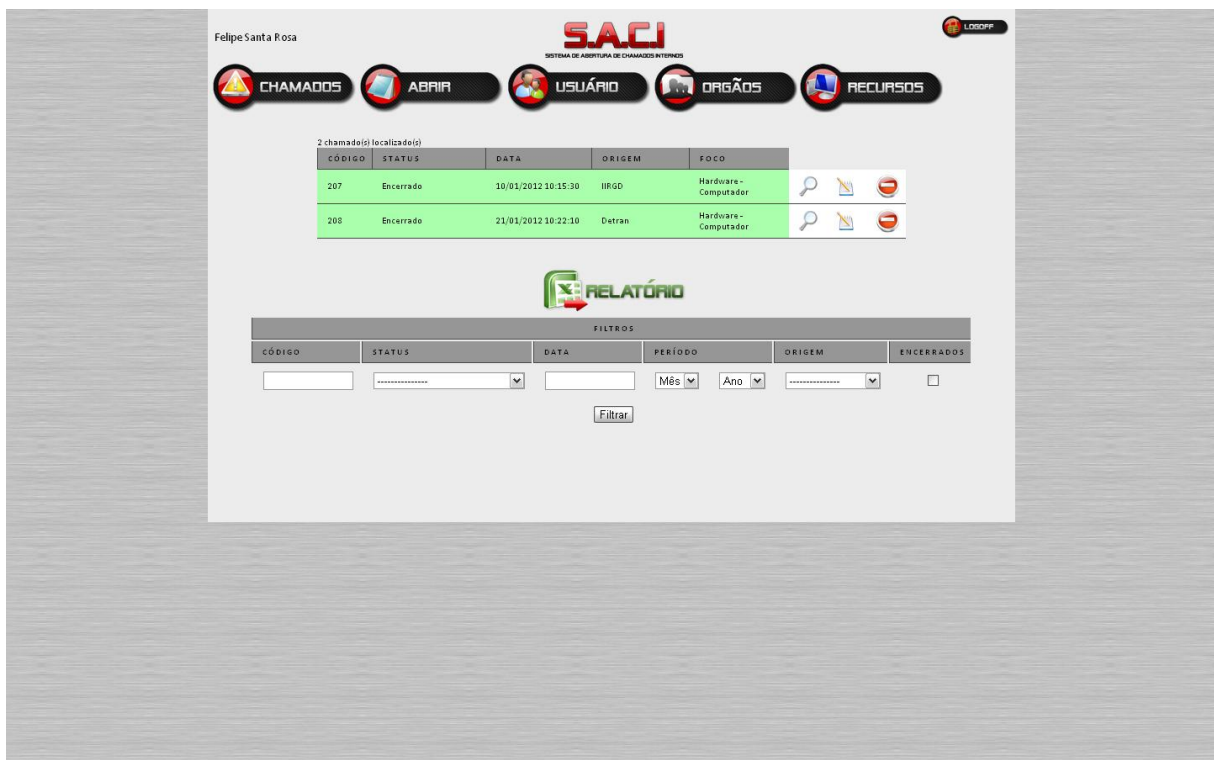 Felipe Santa Rosa
S.A.C.I
SISTEMA DE ABERTURA DE CHAMADOS INTERNOS
LOGOFF
CHAMADOS ABRIR USUÁRIO ORGÃOS RECURSOS
2 chamado(s) localizado(s)
CÓDIGO STATUS DATA ORIGEM FOCO
207 Encerrado 10/01/2012 10:15:30 IIRGD Hardware - Computador
208 Encerrado 21/01/2012 10:22:10 Detran Hardware - Computador
RELATÓRIO
FILTROS
CÓDIGO STATUS DATA PERÍODO ORIGEM ENCERRADOS
--------------- Mês Ano ---------------
Filtrar